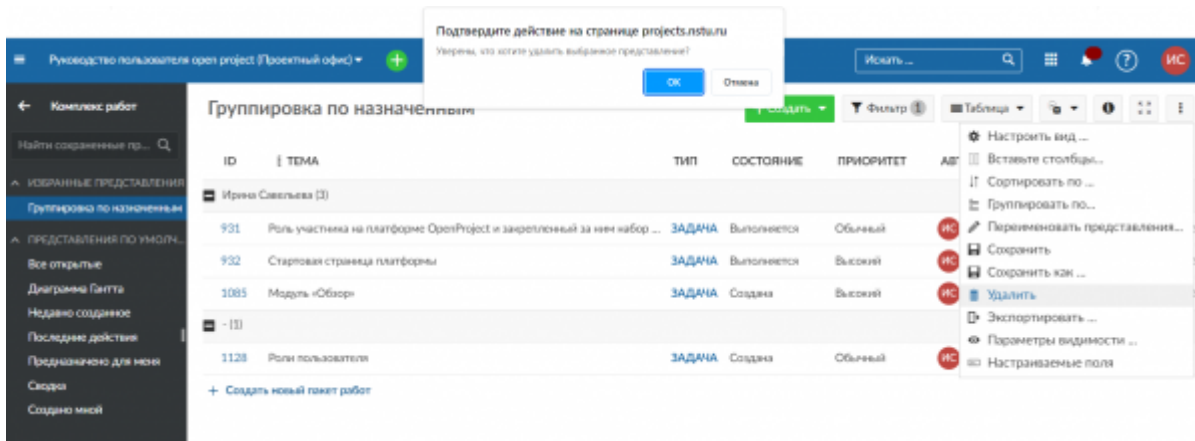 Подтвердите действие на странице projects.nstu.ru
Уверены, что хотите удалить выбранное представление?
ОК Отмена
Руководство пользователя open project (Проектный офис)
Искать ...
ИС
Комплекс работ
Группировка по назначенным
+ Создать
Фильтр 1
Таблица
Найти сохраненные пр...
ИЗБРАННЫЕ ПРЕДСТАВЛЕНИЯ
Группировка по назначенным
ПРЕДСТАВЛЕНИЯ ПО УМОЛЧ...
Все открытые
Диаграмма Гантта
Недавно созданное
Последние действия
Предназначено для меня
Сводка
Создано мной
ID ТЕМА ТИП СОСТОЯНИЕ ПРИОРИТЕТ АВТ
Ирина Савельева (3)
931 Роль участника на платформе OpenProject и закрепленный за ним набор ... ЗАДАЧА Выполняется Обычный ИС
932 Стартовая страница платформы ЗАДАЧА Выполняется Высокий ИС
1085 Модуль «Обзор» ЗАДАЧА Создана Высокий ИС
- (1)
1128 Роли пользователя ЗАДАЧА Создана Обычный ИС
+ Создать новый пакет работ
Настроить вид ...
Вставьте столбцы...
Сортировать по ...
Группировать по...
Переименовать представления...
Сохранить
Сохранить как ...
Удалить
Экспортировать ...
Параметры видимости ...
Настраиваемые поля